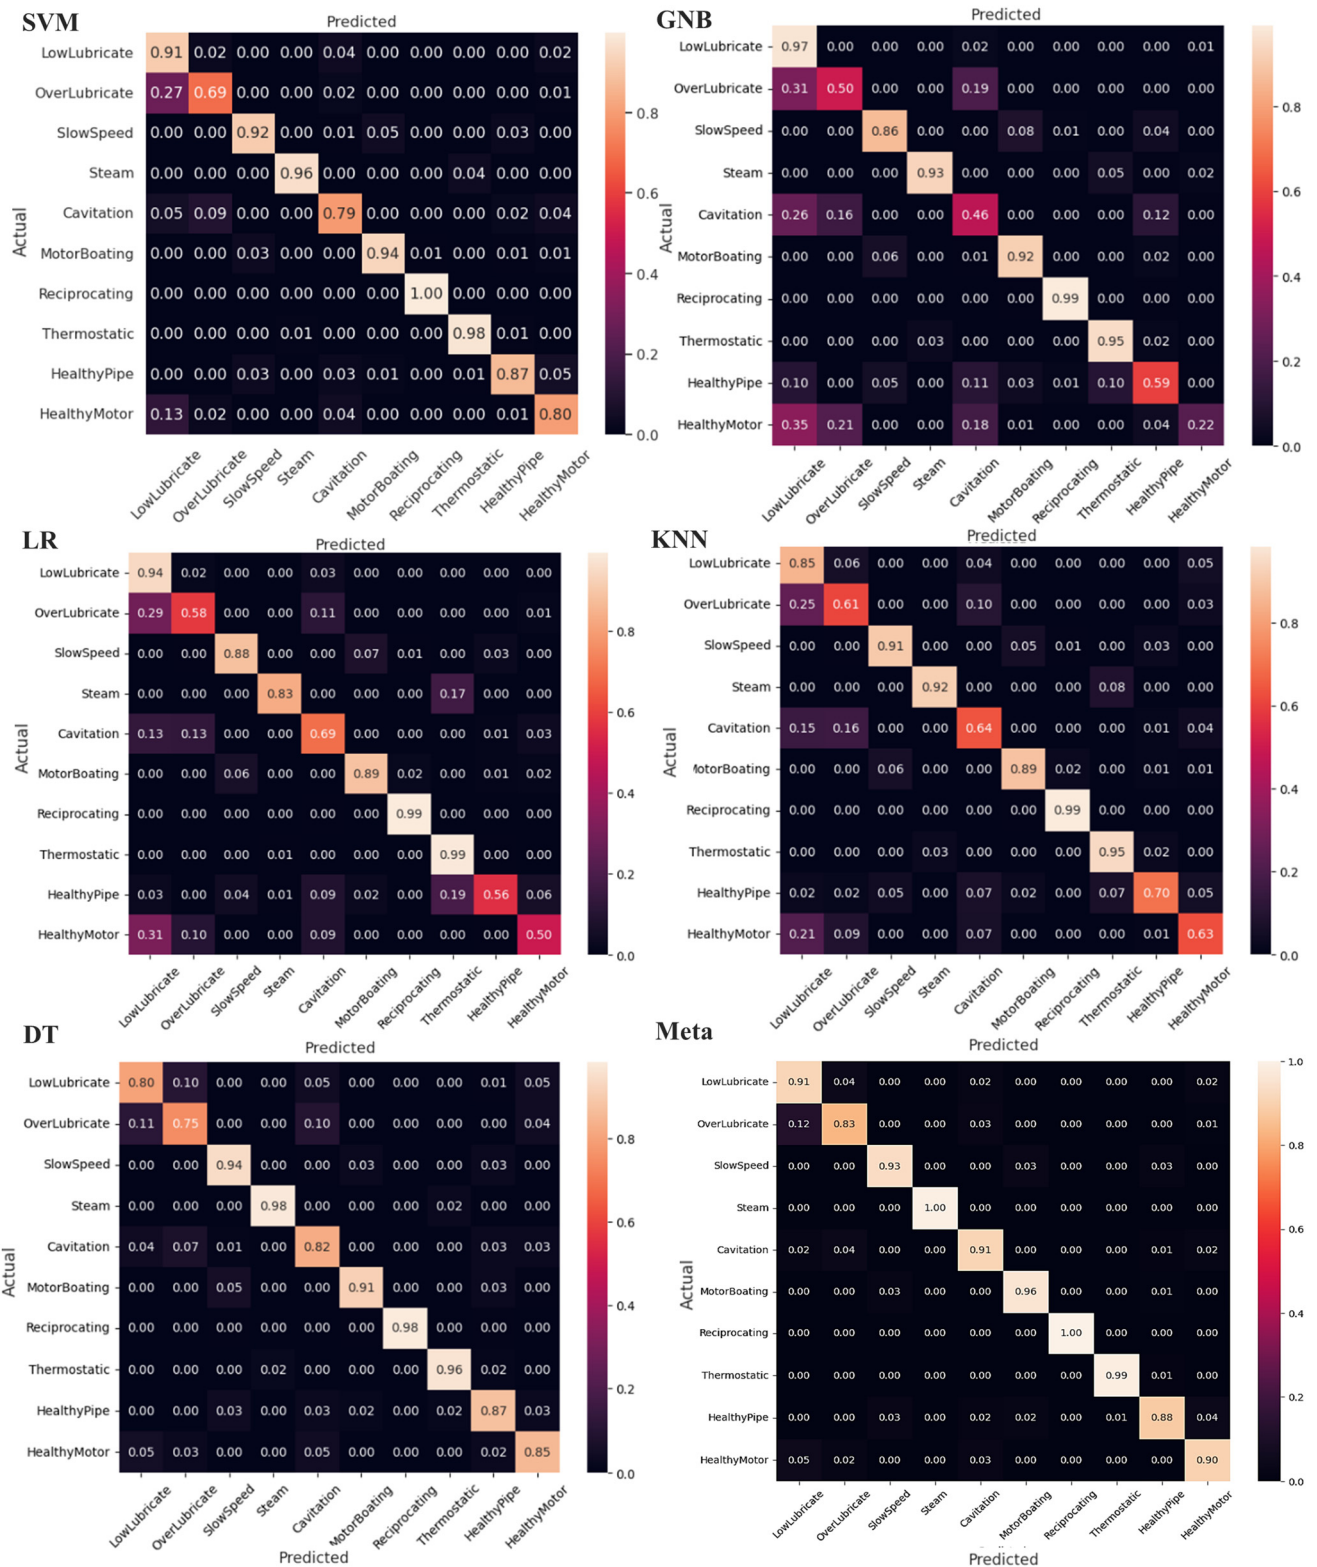 SVM
Predicted
LowLubricate 0.91 0.02 0.00 0.00 0.04 0.00 0.00 0.00 0.00 0.02
OverLubricate 0.27 0.69 0.00 0.00 0.02 0.00 0.00 0.00 0.00 0.01
SlowSpeed 0.00 0.00 0.92 0.00 0.01 0.05 0.00 0.00 0.03 0.00
Steam 0.00 0.00 0.00 0.96 0.00 0.00 0.00 0.04 0.00 0.00
Cavitation 0.05 0.09 0.00 0.00 0.79 0.00 0.00 0.00 0.02 0.04
MotorBoating 0.00 0.00 0.03 0.00 0.00 0.94 0.01 0.00 0.01 0.01
Reciprocating 0.00 0.00 0.00 0.00 0.00 0.00 1.00 0.00 0.00 0.00
Thermostatic 0.00 0.00 0.00 0.01 0.00 0.00 0.00 0.98 0.01 0.00
HealthyPipe 0.00 0.00 0.03 0.00 0.03 0.01 0.00 0.01 0.87 0.05
HealthyMotor 0.13 0.02 0.00 0.00 0.04 0.00 0.00 0.00 0.01 0.80
Actual
LowLubricate OverLubricate SlowSpeed Steam Cavitation MotorBoating Reciprocating Thermostatic HealthyPipe HealthyMotor
0.8
0.6
0.4
0.2
0.0
GNB
Predicted
LowLubricate 0.97 0.00 0.00 0.00 0.02 0.00 0.00 0.00 0.00 0.01
OverLubricate 0.31 0.50 0.00 0.00 0.19 0.00 0.00 0.00 0.00 0.00
SlowSpeed 0.00 0.00 0.86 0.00 0.00 0.08 0.01 0.00 0.04 0.00
Steam 0.00 0.00 0.00 0.93 0.00 0.00 0.00 0.05 0.00 0.02
Cavitation 0.26 0.16 0.00 0.00 0.46 0.00 0.00 0.00 0.12 0.00
MotorBoating 0.00 0.00 0.06 0.00 0.01 0.92 0.00 0.00 0.02 0.00
Reciprocating 0.00 0.00 0.00 0.00 0.00 0.00 0.99 0.00 0.00 0.00
Thermostatic 0.00 0.00 0.00 0.03 0.00 0.00 0.00 0.95 0.02 0.00
HealthyPipe 0.10 0.00 0.05 0.00 0.11 0.03 0.01 0.10 0.59 0.00
HealthyMotor 0.35 0.21 0.00 0.00 0.18 0.01 0.00 0.00 0.04 0.22
Actual
LowLubricate OverLubricate SlowSpeed Steam Cavitation MotorBoating Reciprocating Thermostatic HealthyPipe HealthyMotor
0.8
0.6
0.4
0.2
0.0
LR
Predicted
LowLubricate 0.94 0.02 0.00 0.00 0.03 0.00 0.00 0.00 0.00 0.00
OverLubricate 0.29 0.58 0.00 0.00 0.11 0.00 0.00 0.00 0.00 0.01
SlowSpeed 0.00 0.00 0.88 0.00 0.00 0.07 0.01 0.00 0.03 0.00
Steam 0.00 0.00 0.00 0.83 0.00 0.00 0.00 0.17 0.00 0.00
Cavitation 0.13 0.13 0.00 0.00 0.69 0.00 0.00 0.00 0.01 0.03
MotorBoating 0.00 0.00 0.06 0.00 0.00 0.89 0.02 0.00 0.01 0.02
Reciprocating 0.00 0.00 0.00 0.00 0.00 0.00 0.99 0.00 0.00 0.00
Thermostatic 0.00 0.00 0.00 0.01 0.00 0.00 0.00 0.99 0.00 0.00
HealthyPipe 0.03 0.00 0.04 0.01 0.09 0.02 0.00 0.19 0.56 0.06
HealthyMotor 0.31 0.10 0.00 0.00 0.09 0.00 0.00 0.00 0.00 0.50
Actual
LowLubricate OverLubricate SlowSpeed Steam Cavitation MotorBoating Reciprocating Thermostatic HealthyPipe HealthyMotor
0.8
0.6
0.4
0.2
0.0
KNN
Predicted
LowLubricate 0.85 0.06 0.00 0.00 0.04 0.00 0.00 0.00 0.00 0.05
OverLubricate 0.25 0.61 0.00 0.00 0.10 0.00 0.00 0.00 0.00 0.03
SlowSpeed 0.00 0.00 0.91 0.00 0.00 0.05 0.01 0.00 0.03 0.00
Steam 0.00 0.00 0.00 0.92 0.00 0.00 0.00 0.08 0.00 0.00
Cavitation 0.15 0.16 0.00 0.00 0.64 0.00 0.00 0.00 0.01 0.04
MotorBoating 0.00 0.00 0.06 0.00 0.00 0.89 0.02 0.00 0.01 0.01
Reciprocating 0.00 0.00 0.00 0.00 0.00 0.00 0.99 0.00 0.00 0.00
Thermostatic 0.00 0.00 0.00 0.03 0.00 0.00 0.00 0.95 0.02 0.00
HealthyPipe 0.02 0.02 0.05 0.00 0.07 0.02 0.00 0.07 0.70 0.05
HealthyMotor 0.21 0.09 0.00 0.00 0.07 0.00 0.00 0.00 0.01 0.63
Actual
LowLubricate OverLubricate SlowSpeed Steam Cavitation MotorBoating Reciprocating Thermostatic HealthyPipe HealthyMotor
0.8
0.6
0.4
0.2
0.0
DT
Predicted
LowLubricate 0.80 0.10 0.00 0.00 0.05 0.00 0.00 0.00 0.01 0.05
OverLubricate 0.11 0.75 0.00 0.00 0.10 0.00 0.00 0.00 0.00 0.04
SlowSpeed 0.00 0.00 0.94 0.00 0.00 0.03 0.00 0.00 0.03 0.00
Steam 0.00 0.00 0.00 0.98 0.00 0.00 0.00 0.02 0.00 0.00
Cavitation 0.04 0.07 0.01 0.00 0.82 0.00 0.00 0.00 0.03 0.03
MotorBoating 0.00 0.00 0.05 0.00 0.00 0.91 0.00 0.00 0.03 0.00
Reciprocating 0.00 0.00 0.00 0.00 0.00 0.00 0.98 0.00 0.00 0.00
Thermostatic 0.00 0.00 0.00 0.02 0.00 0.00 0.00 0.96 0.02 0.00
HealthyPipe 0.00 0.00 0.03 0.00 0.03 0.02 0.00 0.02 0.87 0.03
HealthyMotor 0.05 0.03 0.00 0.00 0.05 0.00 0.00 0.00 0.02 0.85
Actual
LowLubricate OverLubricate SlowSpeed Steam Cavitation MotorBoating Reciprocating Thermostatic HealthyPipe HealthyMotor
Predicted
0.8
0.6
0.4
0.2
0.0
Meta
Predicted
LowLubricate 0.91 0.04 0.00 0.00 0.02 0.00 0.00 0.00 0.00 0.02
OverLubricate 0.12 0.83 0.00 0.00 0.03 0.00 0.00 0.00 0.00 0.01
SlowSpeed 0.00 0.00 0.93 0.00 0.00 0.03 0.00 0.00 0.03 0.00
Steam 0.00 0.00 0.00 1.00 0.00 0.00 0.00 0.00 0.00 0.00
Cavitation 0.02 0.04 0.00 0.00 0.91 0.00 0.00 0.00 0.01 0.02
MotorBoating 0.00 0.00 0.03 0.00 0.00 0.96 0.00 0.00 0.01 0.00
Reciprocating 0.00 0.00 0.00 0.00 0.00 0.00 1.00 0.00 0.00 0.00
Thermostatic 0.00 0.00 0.00 0.00 0.00 0.00 0.00 0.99 0.01 0.00
HealthyPipe 0.00 0.00 0.03 0.00 0.02 0.02 0.00 0.01 0.88 0.04
HealthyMotor 0.05 0.02 0.00 0.00 0.03 0.00 0.00 0.00 0.00 0.90
Actual
LowLubricate OverLubricate SlowSpeed Steam Cavitation MotorBoating Reciprocating Thermostatic HealthyPipe HealthyMotor
Predicted
1.0
0.8
0.6
0.4
0.2
0.0